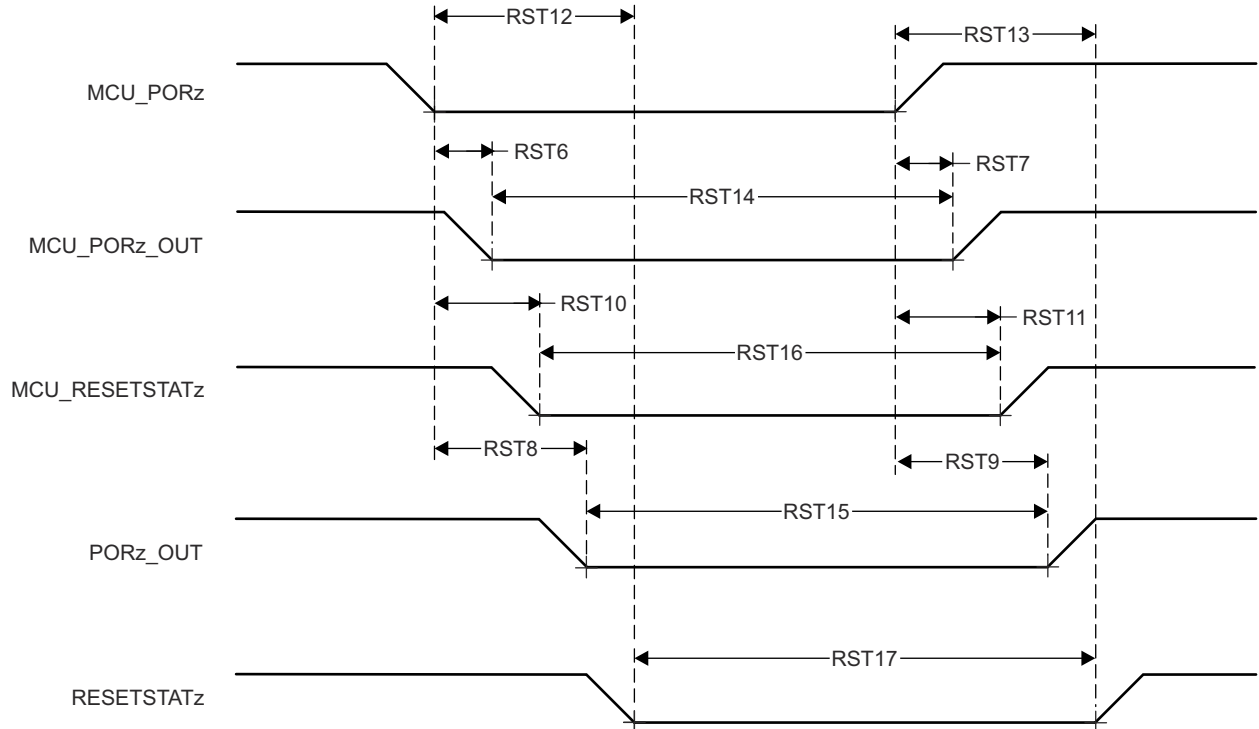 RST12
RST13
MCU_PORz
RST6
RST7
RST14
MCU_PORz_OUT
RST10
RST11
RST16
MCU_RESETSTATz
RST8
RST9
RST15
PORz_OUT
RST17
RESETSTATz